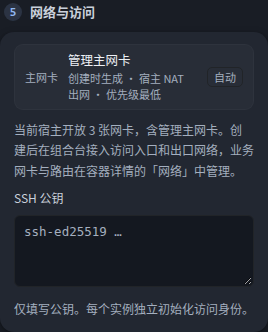 5 网络与访问
管理主网卡
主网卡 创建时生成 · 宿主 NAT 自动
出网 · 优先级最低
当前宿主开放 3 张网卡，含管理主网卡。创
建后在组合台接入访问入口和出口网络，业务
网卡与路由在容器详情的「网络」中管理。
SSH 公钥
ssh-ed25519 …
仅填写公钥。每个实例独立初始化访问身份。